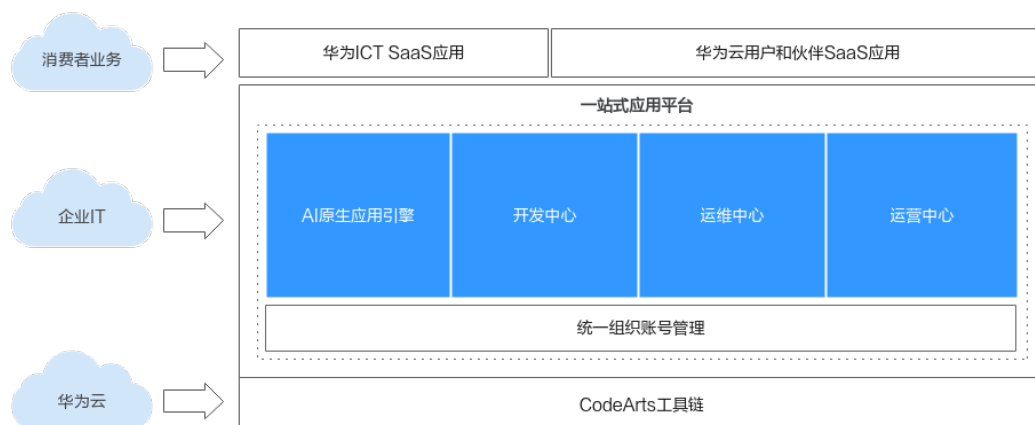 消费者业务
华为ICT SaaS应用
华为云用户和伙伴SaaS应用
一站式应用平台
企业IT
AI原生应用引擎
开发中心
运维中心
运营中心
统一组织账号管理
华为云
CodeArts工具链